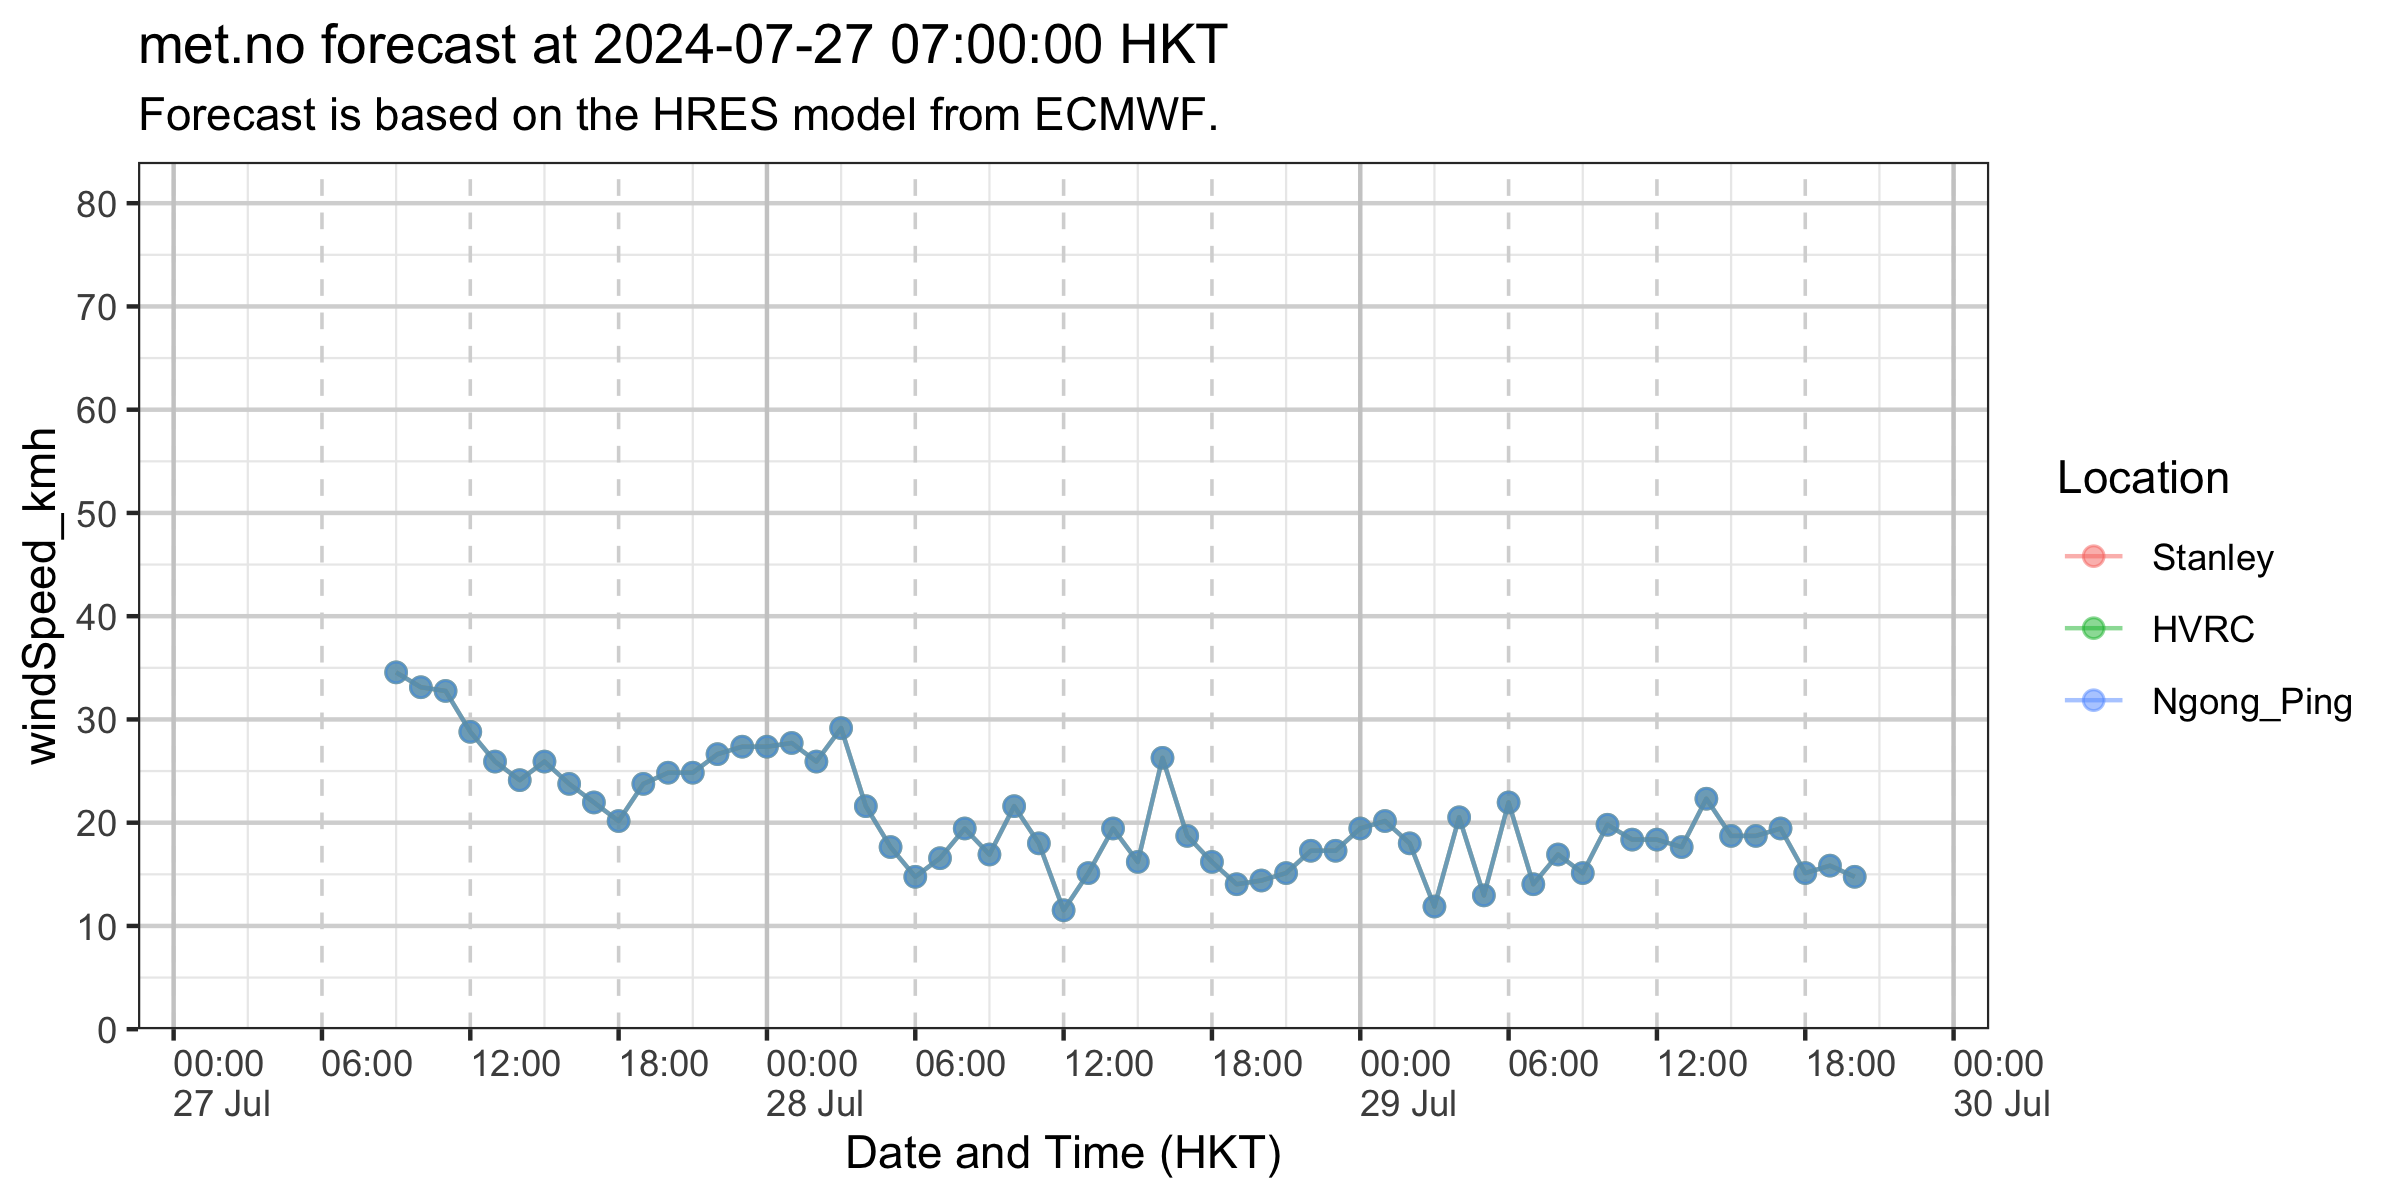 met.no forecast at 2024-07-27 07:00:00 HKT
Forecast is based on the HRES model from ECMWF.
windSpeed_kmh
80
70
60
50
40
30
20
10
0
00:00 06:00 12:00 18:00 00:00 06:00 12:00 18:00 00:00 06:00 12:00 18:00 00:00
27 Jul 28 Jul 29 Jul 30 Jul
Date and Time (HKT)
Location
Stanley
HVRC
Ngong_Ping